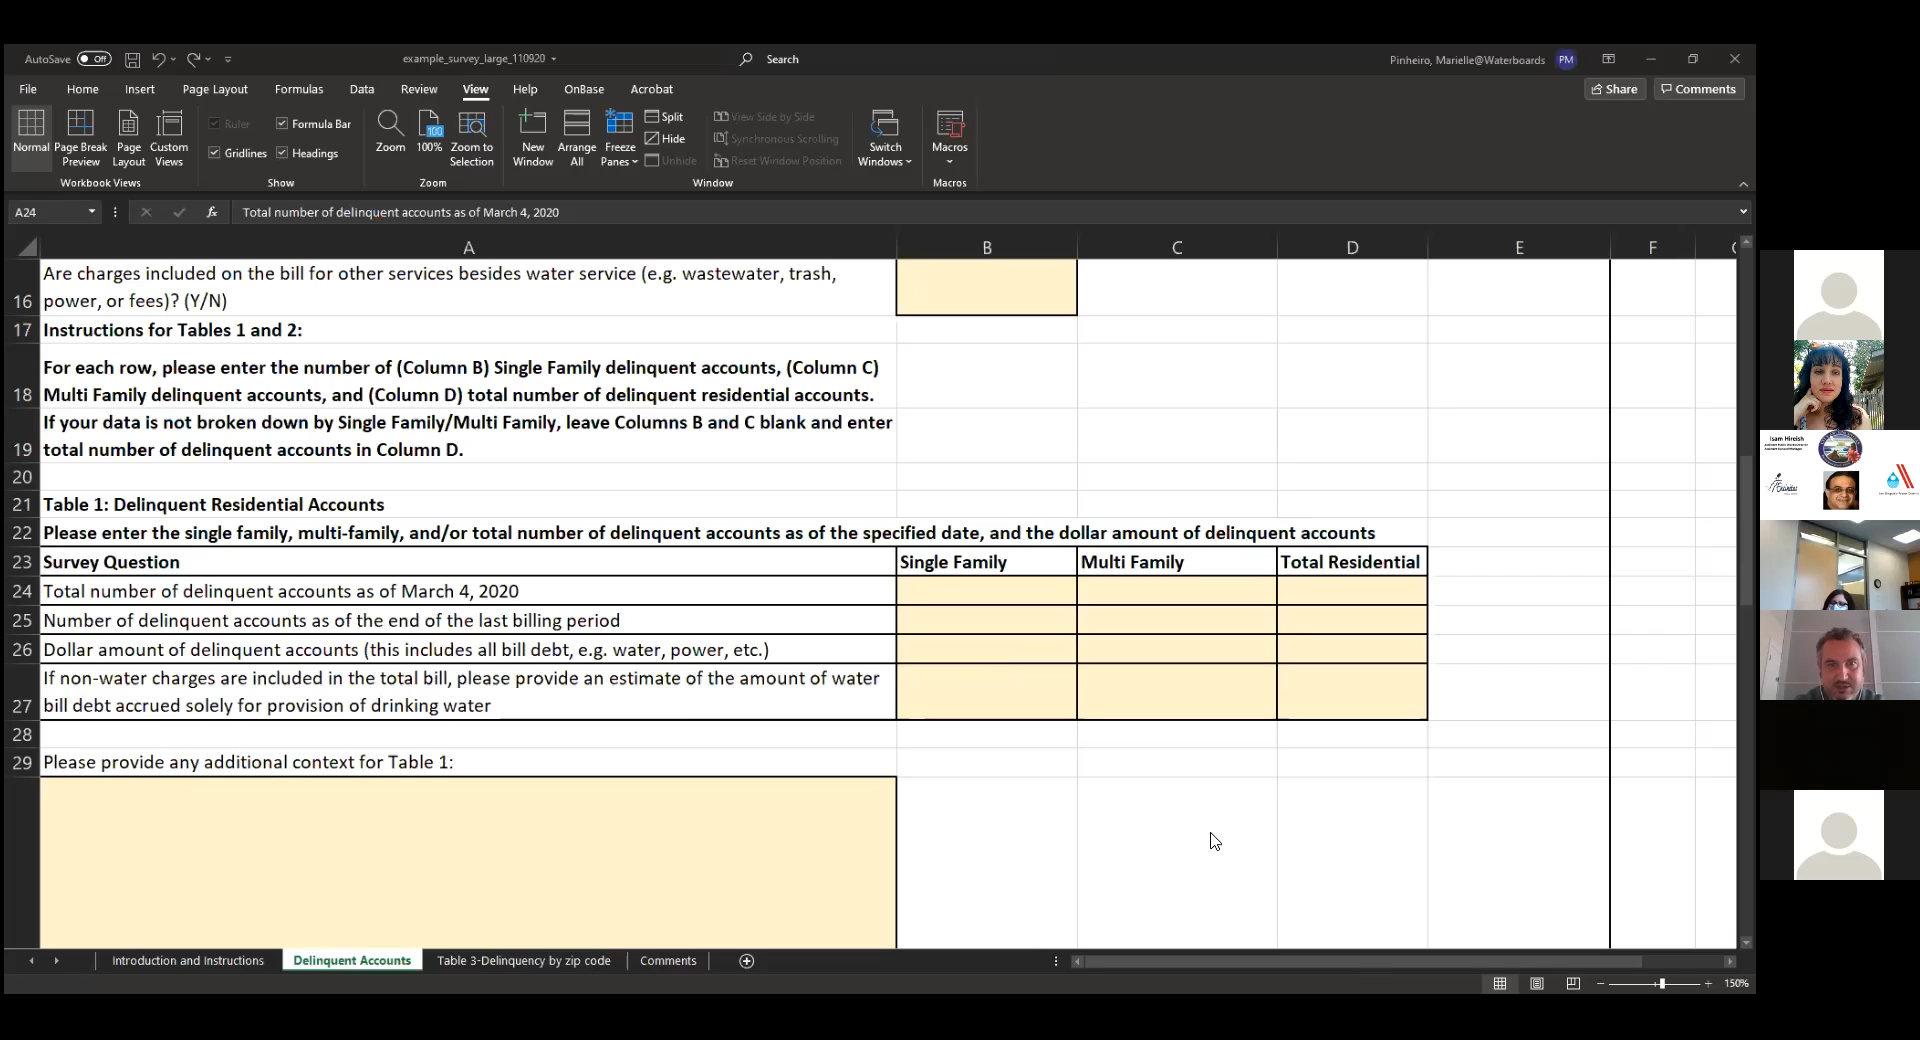 AutoSave Off
example_survey_large_110920
Search
Pinheiro, Marielle@Waterboards PM
File Home Insert Page Layout Formulas Data Review View Help OnBase Acrobat
Share Comments
Normal
Page Break Preview
Page Layout
Custom Views
Workbook Views
Ruler
Formula Bar
Gridlines
Headings
Show
Zoom
100
100%
Zoom to Selection
Zoom
New Window
Arrange All
Freeze Panes
Split
Hide
Unhide
View Side by Side
Synchronous Scrolling
Reset Window Position
Window
Switch Windows
Macros
Macros
A24 fx Total number of delinquent accounts as of March 4, 2020
A B C D E F
Are charges included on the bill for other services besides water service (e.g. wastewater, trash,
16 power, or fees)? (Y/N)
17 Instructions for Tables 1 and 2:
For each row, please enter the number of (Column B) Single Family delinquent accounts, (Column C)
18 Multi Family delinquent accounts, and (Column D) total number of delinquent residential accounts.
If your data is not broken down by Single Family/Multi Family, leave Columns B and C blank and enter
19 total number of delinquent accounts in Column D.
20
21 Table 1: Delinquent Residential Accounts
22 Please enter the single family, multi-family, and/or total number of delinquent accounts as of the specified date, and the dollar amount of delinquent accounts
23 Survey Question Single Family Multi Family Total Residential
24 Total number of delinquent accounts as of March 4, 2020
25 Number of delinquent accounts as of the end of the last billing period
26 Dollar amount of delinquent accounts (this includes all bill debt, e.g. water, power, etc.)
If non-water charges are included in the total bill, please provide an estimate of the amount of water
27 bill debt accrued solely for provision of drinking water
28
29 Please provide any additional context for Table 1:
Introduction and Instructions Delinquent Accounts Table 3-Delinquency by zip code Comments
150%
Isam Hireish
Encinitas